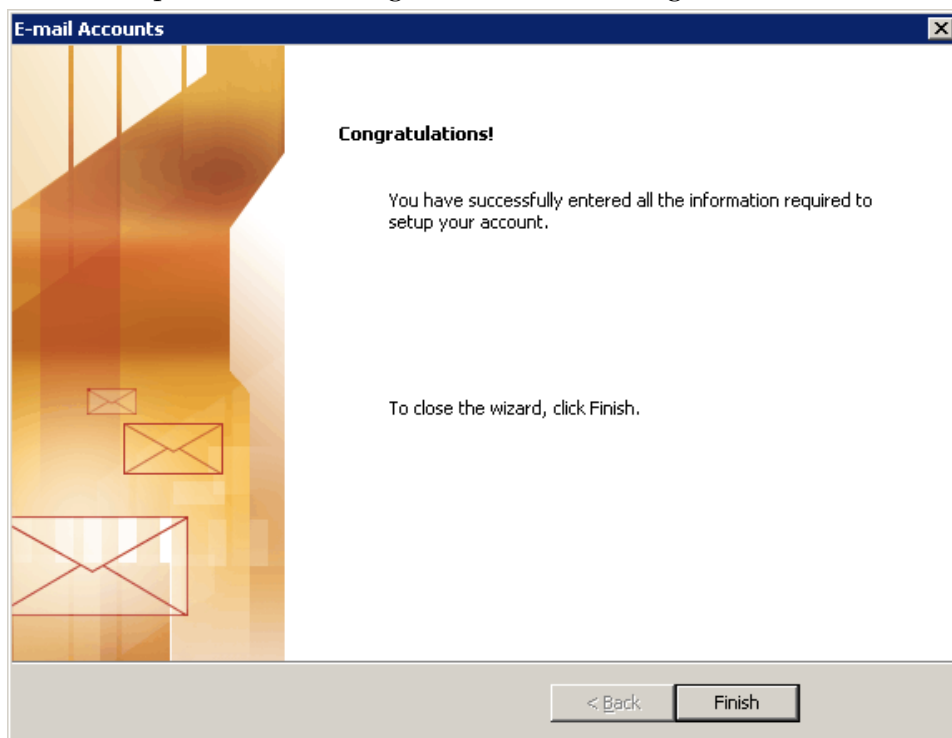 E-mail Accounts
Congratulations!
You have successfully entered all the information required to
setup your account.
To close the wizard, click Finish.
< Back
Finish